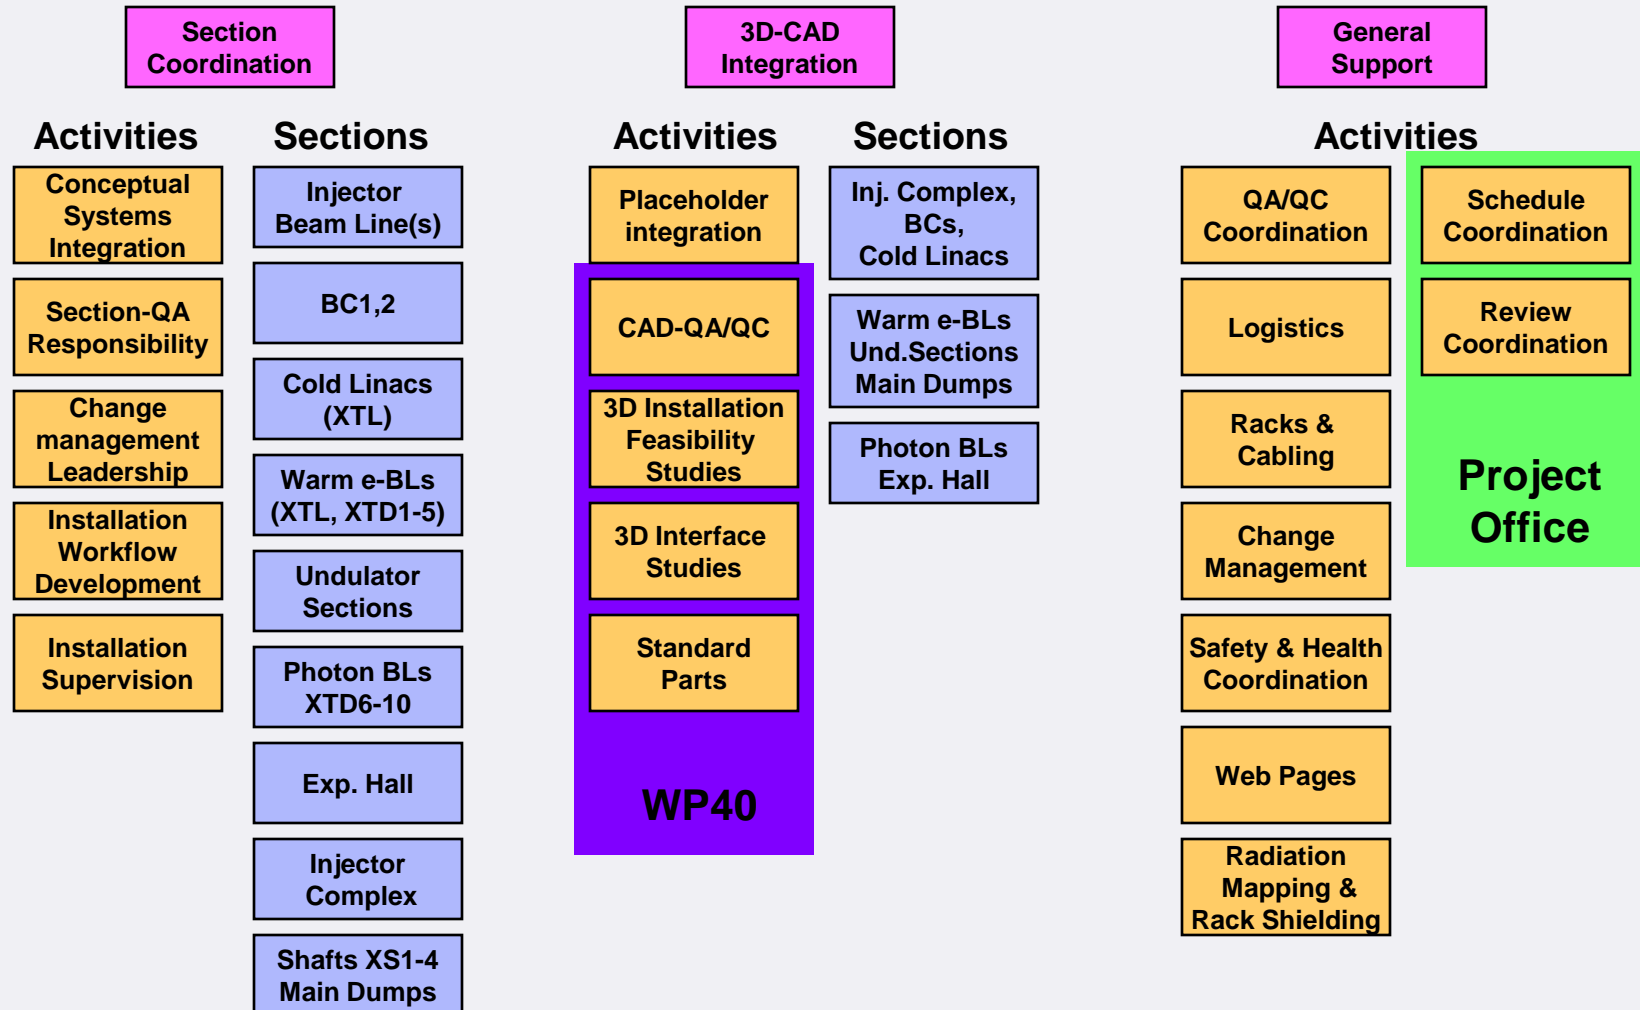 Section
Coordination
3D-CAD
Integration
General
Support
Activities
Sections
Activities
Sections
Activities
Conceptual
Systems
Integration
Section-QA
Responsibility
Change
management
Leadership
Installation
Workflow
Development
Installation
Supervision
Injector
Beam Line(s)
BC1,2
Cold Linacs
(XTL)
Warm e-BLs
(XTL, XTD1-5)
Undulator
Sections
Photon BLs
XTD6-10
Exp. Hall
Injector
Complex
Shafts XS1-4
Main Dumps
Placeholder
integration
CAD-QA/QC
3D Installation
Feasibility
Studies
3D Interface
Studies
Standard
Parts
WP40
Inj. Complex,
BCs,
Cold Linacs
Warm e-BLs
Und.Sections
Main Dumps
Photon BLs
Exp. Hall
QA/QC
Coordination
Logistics
Racks &
Cabling
Change
Management
Safety & Health
Coordination
Web Pages
Radiation
Mapping &
Rack Shielding
Schedule
Coordination
Review
Coordination
Project
Office